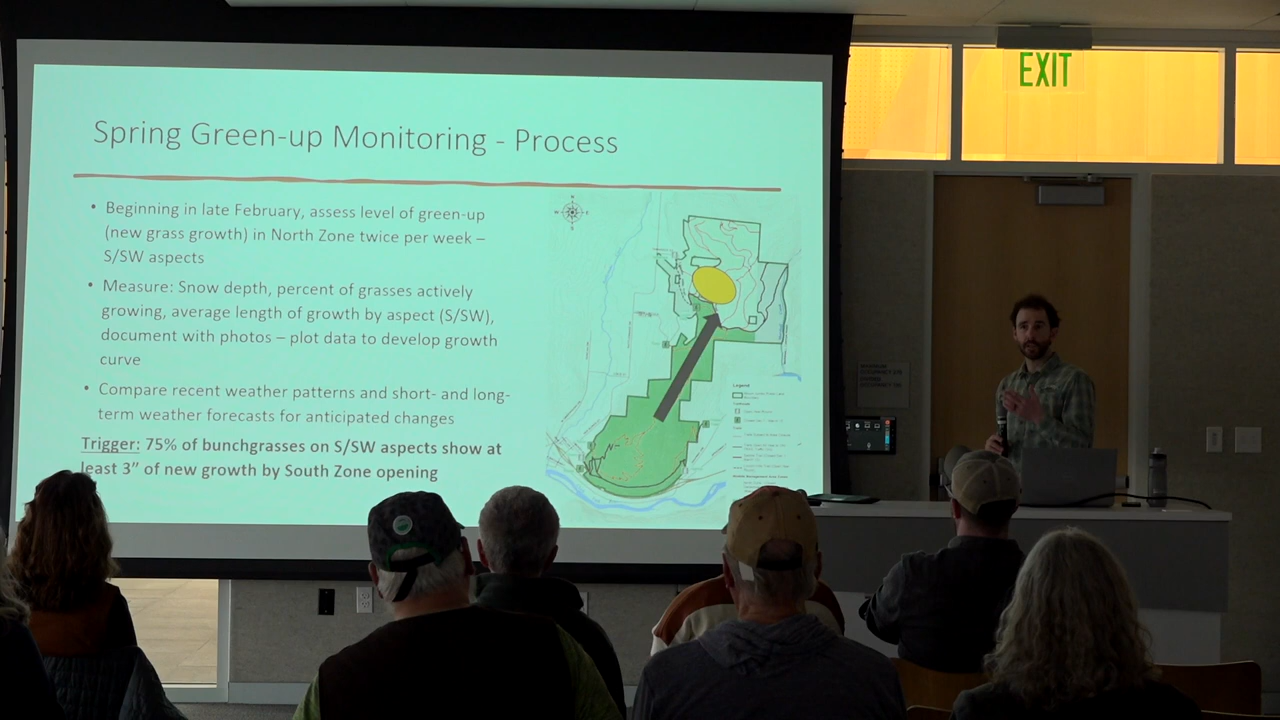 EXIT
Spring Green-up Monitoring - Process
• Beginning in late February, assess level of green-up
(new grass growth) in North Zone twice per week –
S/SW aspects
• Measure: Snow depth, percent of grasses actively
growing, average length of growth by aspect (S/SW),
document with photos – plot data to develop growth
curve
• Compare recent weather patterns and short- and long-
term weather forecasts for anticipated changes
Trigger: 75% of bunchgrasses on S/SW aspects show at
least 3” of new growth by South Zone opening
Legend